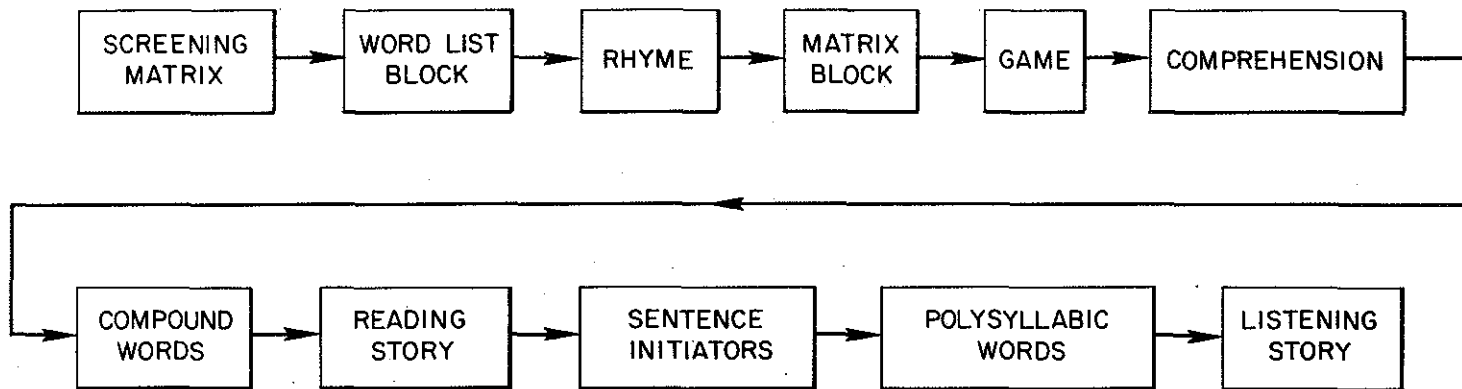 SCREENING
MATRIX
WORD LIST
BLOCK
RHYME
MATRIX
BLOCK
GAME
COMPREHENSION
COMPOUND
WORDS
READING
STORY
SENTENCE
INITIATORS
POLYSYLLABIC
WORDS
LISTENING
STORY